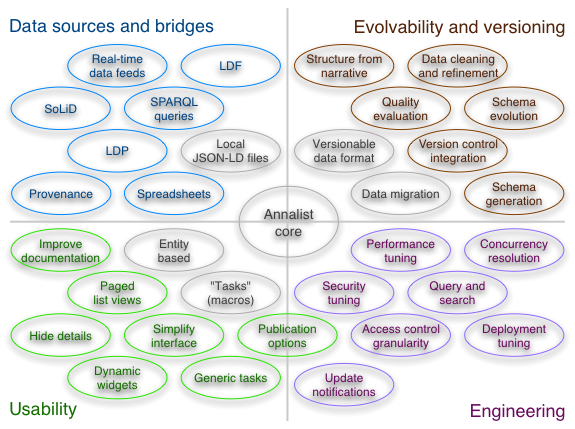 Data sources and bridges
Real-time
data feeds
LDF
SoLiD
SPARQL
queries
LDP
Local
JSON-LD files
Provenance
Spreadsheets
Evolvability and versioning
Structure from
narrative
Data cleaning
and refinement
Quality
evaluation
Schema
evolution
Versionable
data format
Version control
integration
Data migration
Schema
generation
Annalist
core
Improve
documentation
Entity
based
Paged
list views
"Tasks"
(macros)
Hide details
Simplify
interface
Publication
options
Dynamic
widgets
Generic tasks
Usability
Performance
tuning
Concurrency
resolution
Security
tuning
Query and
search
Access control
granularity
Deployment
tuning
Update
notifications
Engineering